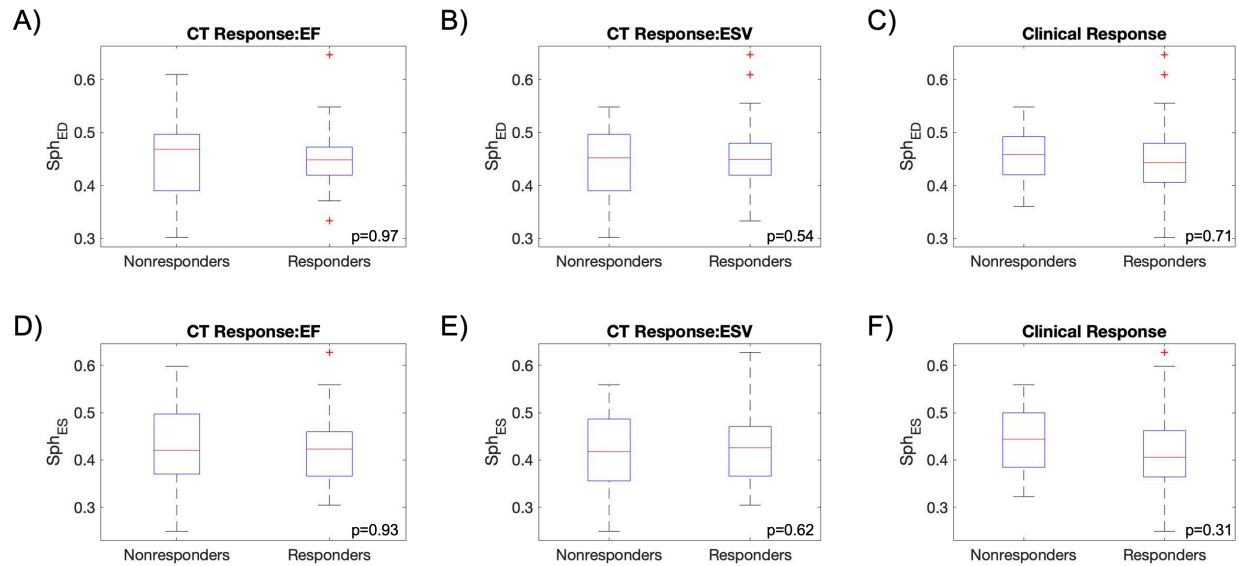 A)
CT Response:EF
Sph_ED
0.6
0.5
0.4
0.3
p=0.97
Nonresponders Responders
B)
CT Response:ESV
Sph_ED
0.6
0.5
0.4
0.3
p=0.54
Nonresponders Responders
C)
Clinical Response
Sph_ED
0.6
0.5
0.4
0.3
p=0.71
Nonresponders Responders
D)
CT Response:EF
Sph_ES
0.6
0.5
0.4
0.3
p=0.93
Nonresponders Responders
E)
CT Response:ESV
Sph_ES
0.6
0.5
0.4
0.3
p=0.62
Nonresponders Responders
F)
Clinical Response
Sph_ES
0.6
0.5
0.4
0.3
p=0.31
Nonresponders Responders